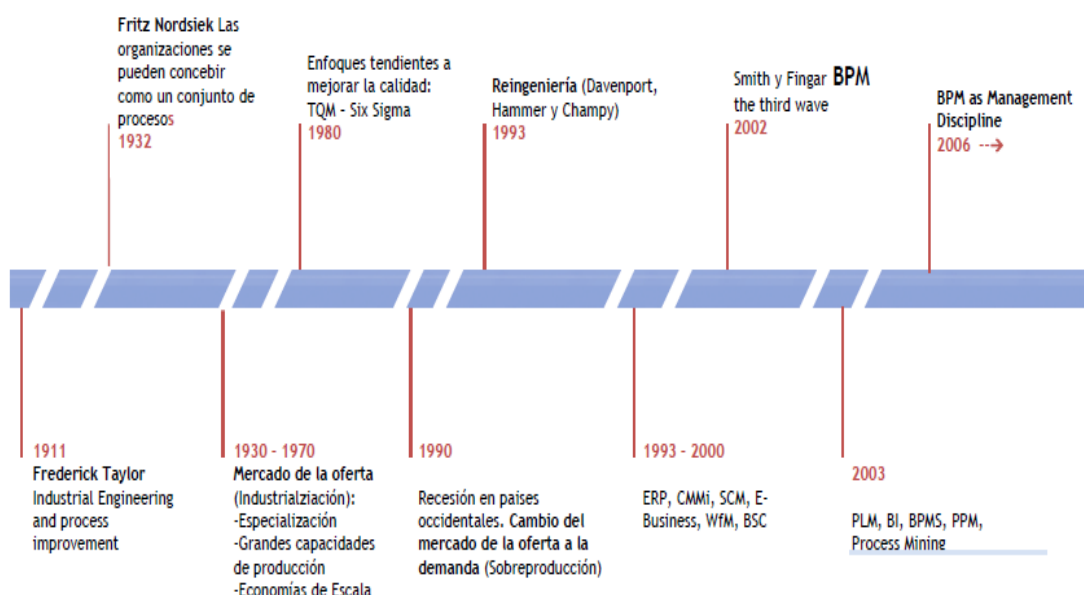 Fritz Nordsiek Las
organizaciones se
pueden concebir
como un conjunto de
procesos
1932
Enfoques tendientes a
mejorar la calidad:
TQM - Six Sigma
1980
Reingeniería (Davenport,
Hammer y Champy)
1993
Smith y Fingar BPM
the third wave
2002
BPM as Management
Discipline
2006 --→
1911
Frederick Taylor
Industrial Engineering
and process
improvement
1930 - 1970
Mercado de la oferta
(Industrialziación):
-Especialización
-Grandes capacidades
de producción
-Economías de Escala
1990
Recesión en paises
occidentales. Cambio del
mercado de la oferta a la
demanda (Sobreproducción)
1993 - 2000
ERP, CMMi, SCM, E-
Business, WfM, BSC
2003
PLM, BI, BPMS, PPM,
Process Mining